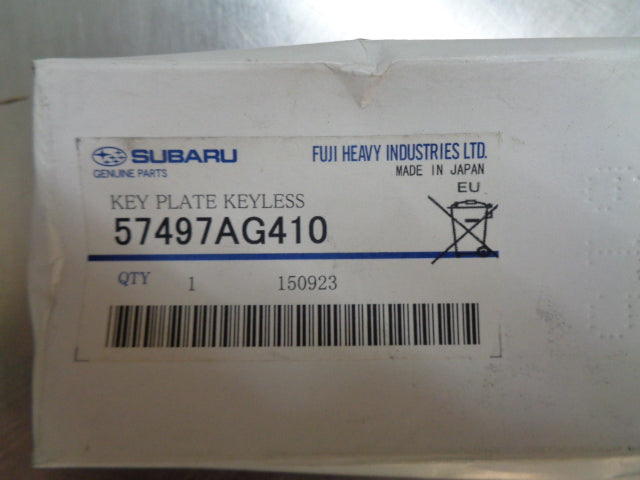 SUBARU FUJI HEAVY INDUSTRIES LTD.
GENUINE PARTS MADE IN JAPAN
EU
KEY PLATE KEYLESS
57497AG410
QTY 1 150923